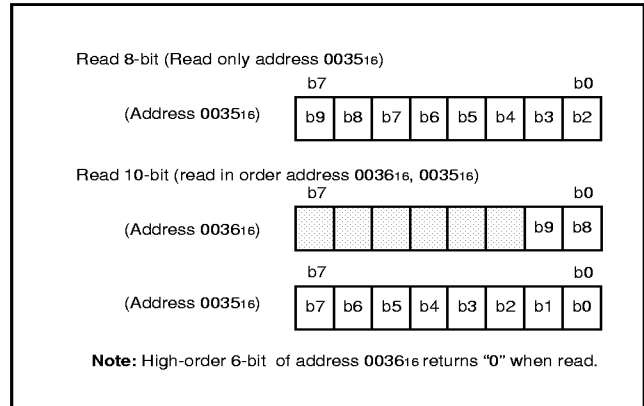 Read 8-bit (Read only address 003516)
b7 b0
(Address 003516) b9 b8 b7 b6 b5 b4 b3 b2
Read 10-bit (read in order address 003616, 003516)
b7 b0
(Address 003616) b9 b8
b7 b0
(Address 003516) b7 b6 b5 b4 b3 b2 b1 b0
Note: High-order 6-bit of address 003616 returns “0” when read.